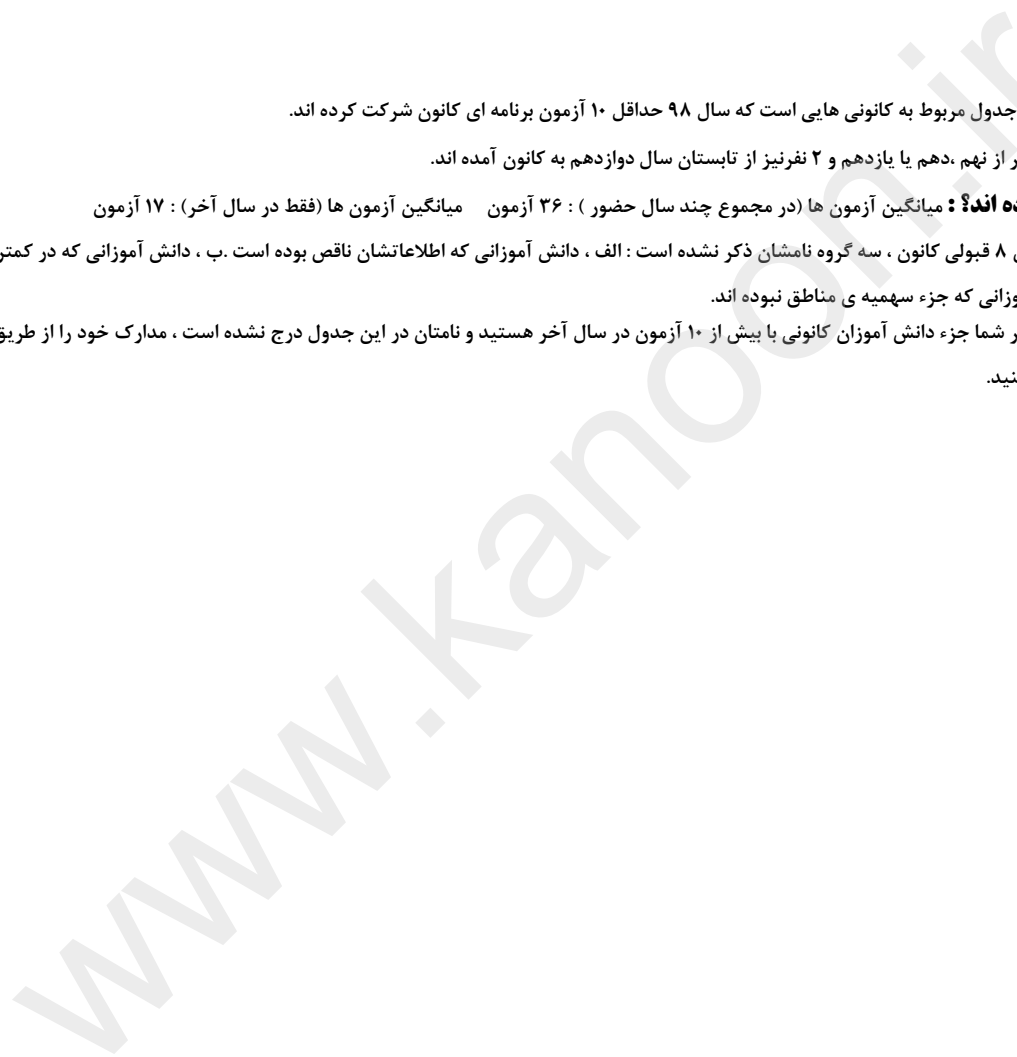 جدول مربوط به کانونی هایی است که سال ۹۸ حداقل ۱۰ آزمون برنامه ای کانون شرکت کرده اند.
از نهم ،دهم یا یازدهم و ۲ نفرنیز از تابستان سال دوازدهم به کانون آمده اند.
اند؟ : میانگین آزمون ها (در مجموع چند سال حضور ) : ۳۶ آزمون میانگین آزمون ها (فقط در سال آخر) : ۱۷ آزمون
۸ قبولی کانون ، سه گروه نامشان ذکر نشده است : الف ، دانش آموزانی که اطلاعاتشان ناقص بوده است .ب ، دانش آموزانی که در کمتر
وزانی که جزء سهمیه ی مناطق نبوده اند.
ر شما جزء دانش آموزان کانونی با بیش از ۱۰ آزمون در سال آخر هستید و نامتان در این جدول درج نشده است ، مدارک خود را از طریق
نید.
www.kanoon.ir